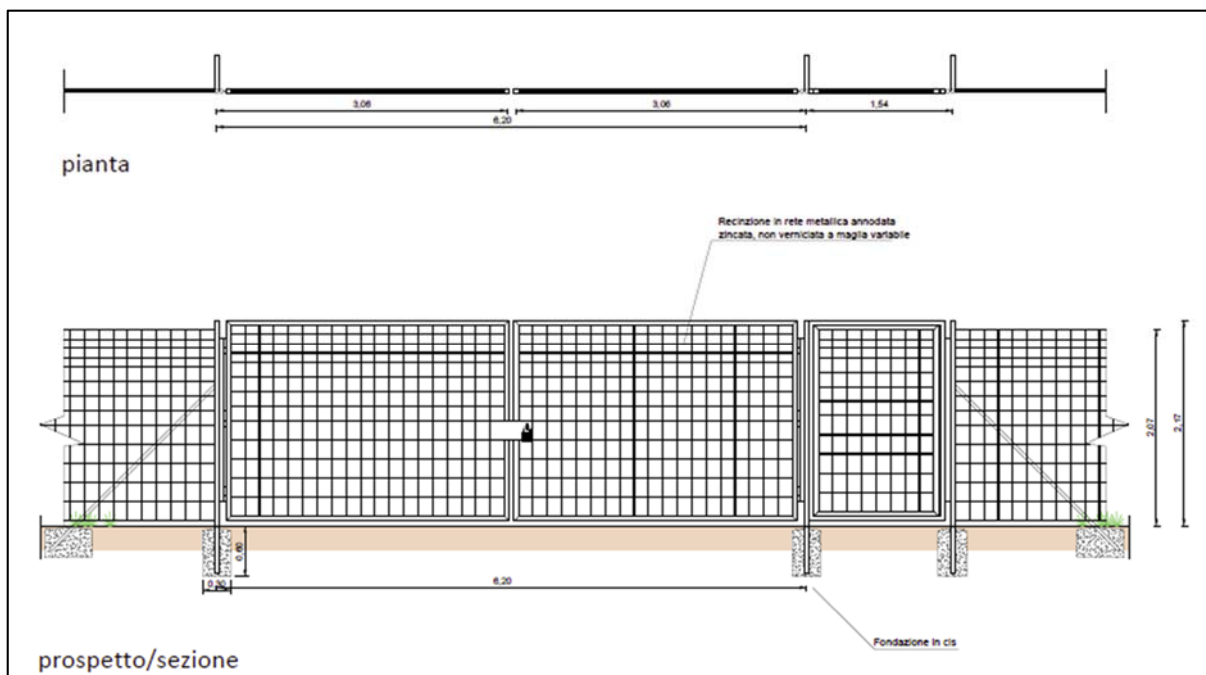 3,06
3,06
1,54
6,20
pianta
Recinzione in rete metallica annodata
zincata, non verniciata a maglia variabile
2,07
2,17
0,60
0,30
6,20
Fondazione in cls
prospetto/sezione